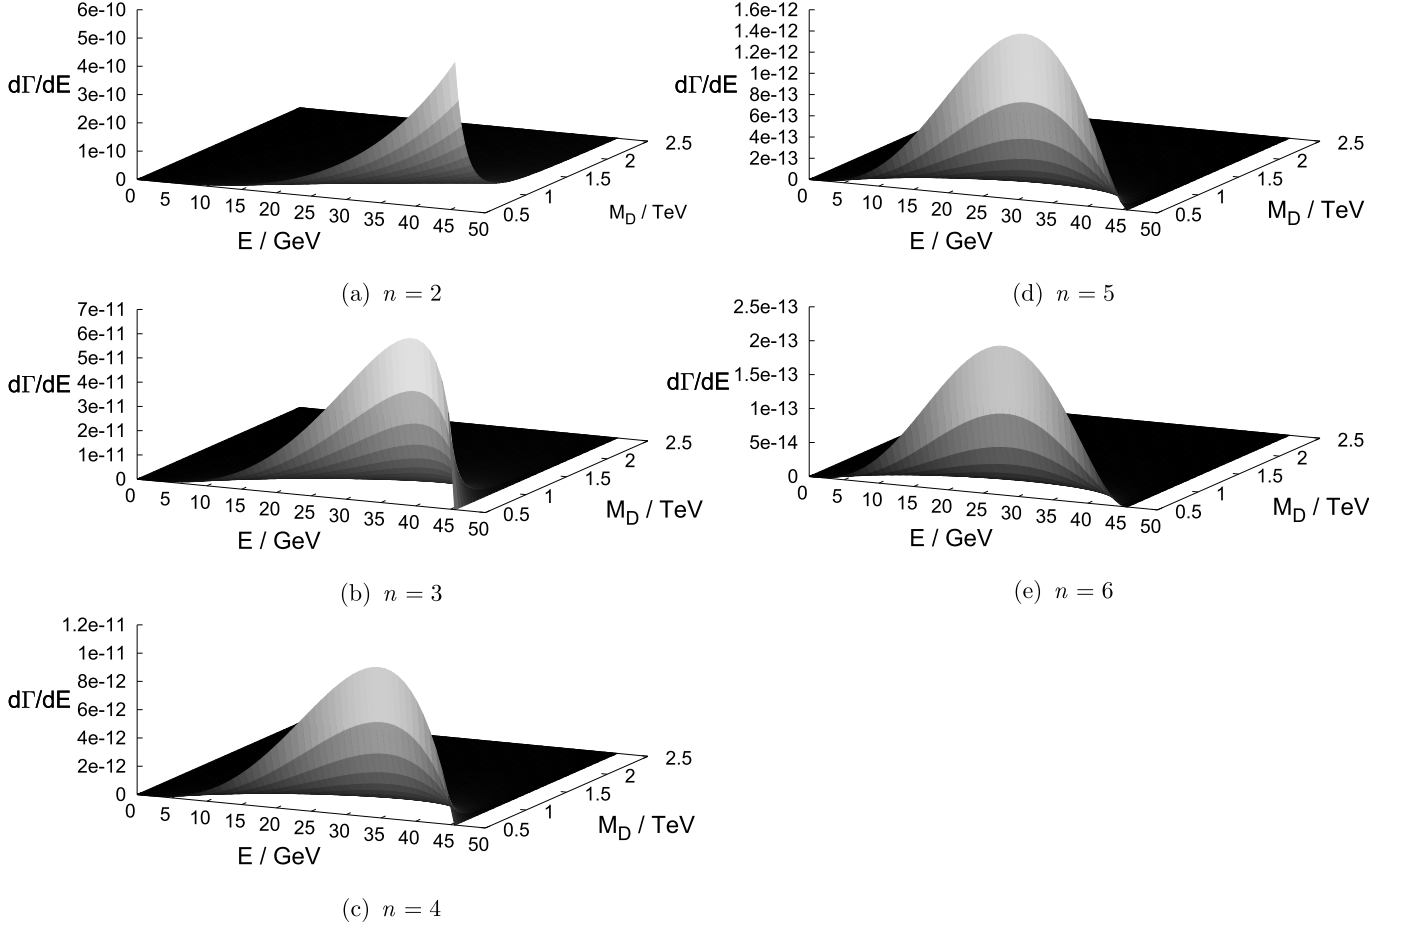 6e-10
5e-10
4e-10
3e-10
2e-10
1e-10
0
dΓ/dE
0 5 10 15 20 25 30 35 40 45 50
E / GeV
0.5 1 1.5 2 2.5
M_D / TeV
(a) n = 2
7e-11
6e-11
5e-11
4e-11
3e-11
2e-11
1e-11
0
dΓ/dE
0 5 10 15 20 25 30 35 40 45 50
E / GeV
0.5 1 1.5 2 2.5
M_D / TeV
(b) n = 3
1.2e-11
1e-11
8e-12
6e-12
4e-12
2e-12
0
dΓ/dE
0 5 10 15 20 25 30 35 40 45 50
E / GeV
0.5 1 1.5 2 2.5
M_D / TeV
(c) n = 4
1.6e-12
1.4e-12
1.2e-12
1e-12
8e-13
6e-13
4e-13
2e-13
0
dΓ/dE
0 5 10 15 20 25 30 35 40 45 50
E / GeV
0.5 1 1.5 2 2.5
M_D / TeV
(d) n = 5
2.5e-13
2e-13
1.5e-13
1e-13
5e-14
0
dΓ/dE
0 5 10 15 20 25 30 35 40 45 50
E / GeV
0.5 1 1.5 2 2.5
M_D / TeV
(e) n = 6